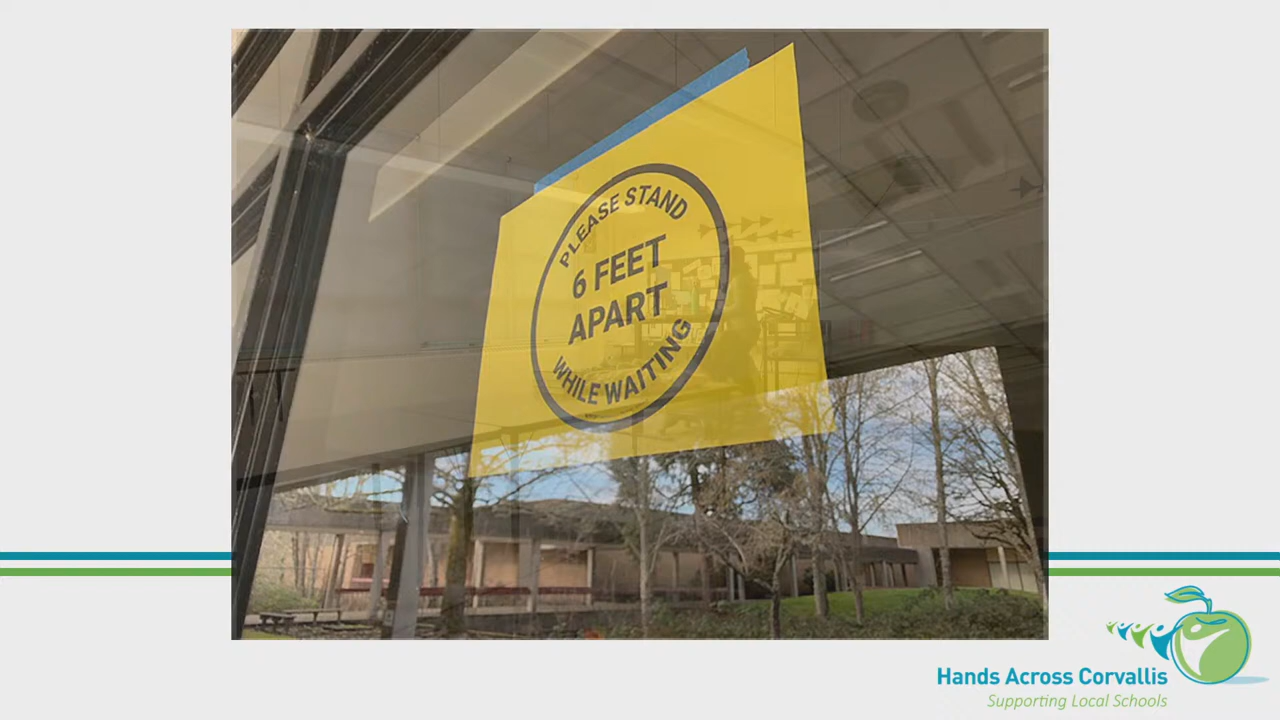 PLEASE STAND
6 FEET
APART
WHILE WAITING
Hands Across Corvallis
Supporting Local Schools